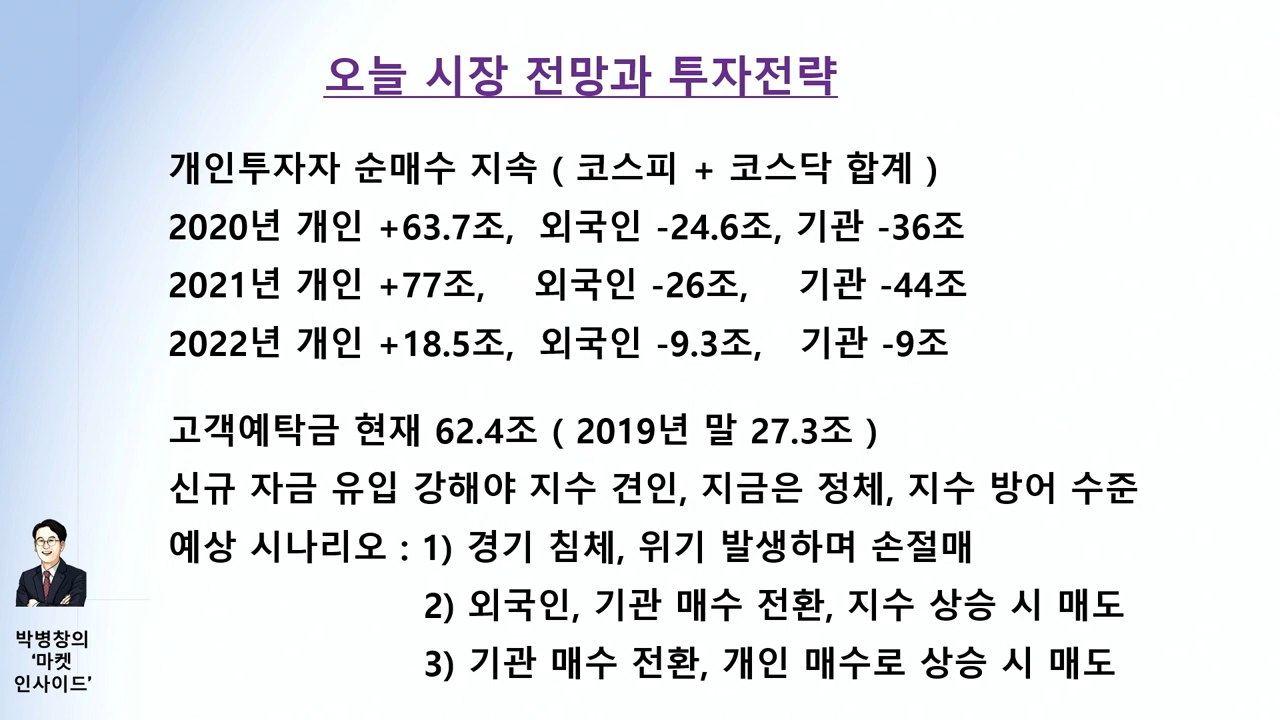 오늘 시장 전망과 투자전략
개인투자자 순매수 지속 ( 코스피 + 코스닥 합계 )
2020년 개인 +63.7조, 외국인 -24.6조, 기관 -36조
2021년 개인 +77조, 외국인 -26조, 기관 -44조
2022년 개인 +18.5조, 외국인 -9.3조, 기관 -9조
고객예탁금 현재 62.4조 ( 2019년 말 27.3조 )
신규 자금 유입 강해야 지수 견인, 지금은 정체, 지수 방어 수준
예상 시나리오 : 1) 경기 침체, 위기 발생하며 손절매
2) 외국인, 기관 매수 전환, 지수 상승 시 매도
3) 기관 매수 전환, 개인 매수로 상승 시 매도
박병창의
‘마켓
인사이드’